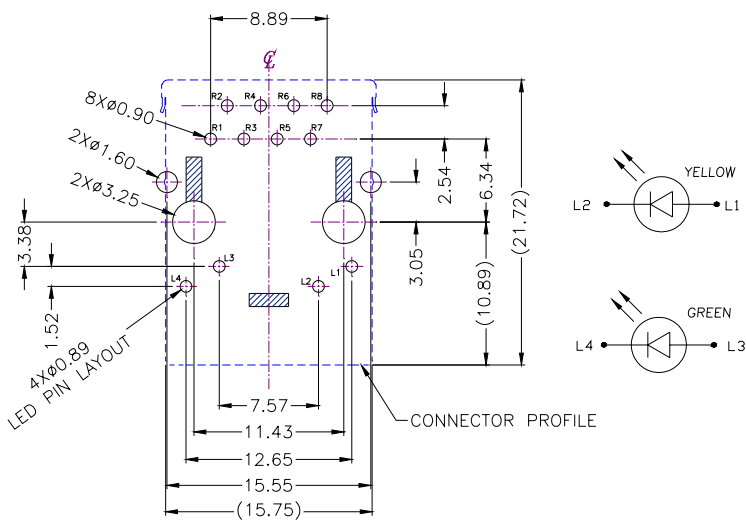 8.89
℄
R2 R4 R6 R8
8XØ0.90
R1 R3 R5 R7
2XØ1.60
2XØ3.25
2.54
6.34
(21.72)
3.38
3.05
(10.89)
1.52
L3
L1
L4
L2
4XØ0.89
LED PIN LAYOUT
7.57
11.43
12.65
15.55
(15.75)
CONNECTOR PROFILE
YELLOW
L2 L1
GREEN
L4 L3